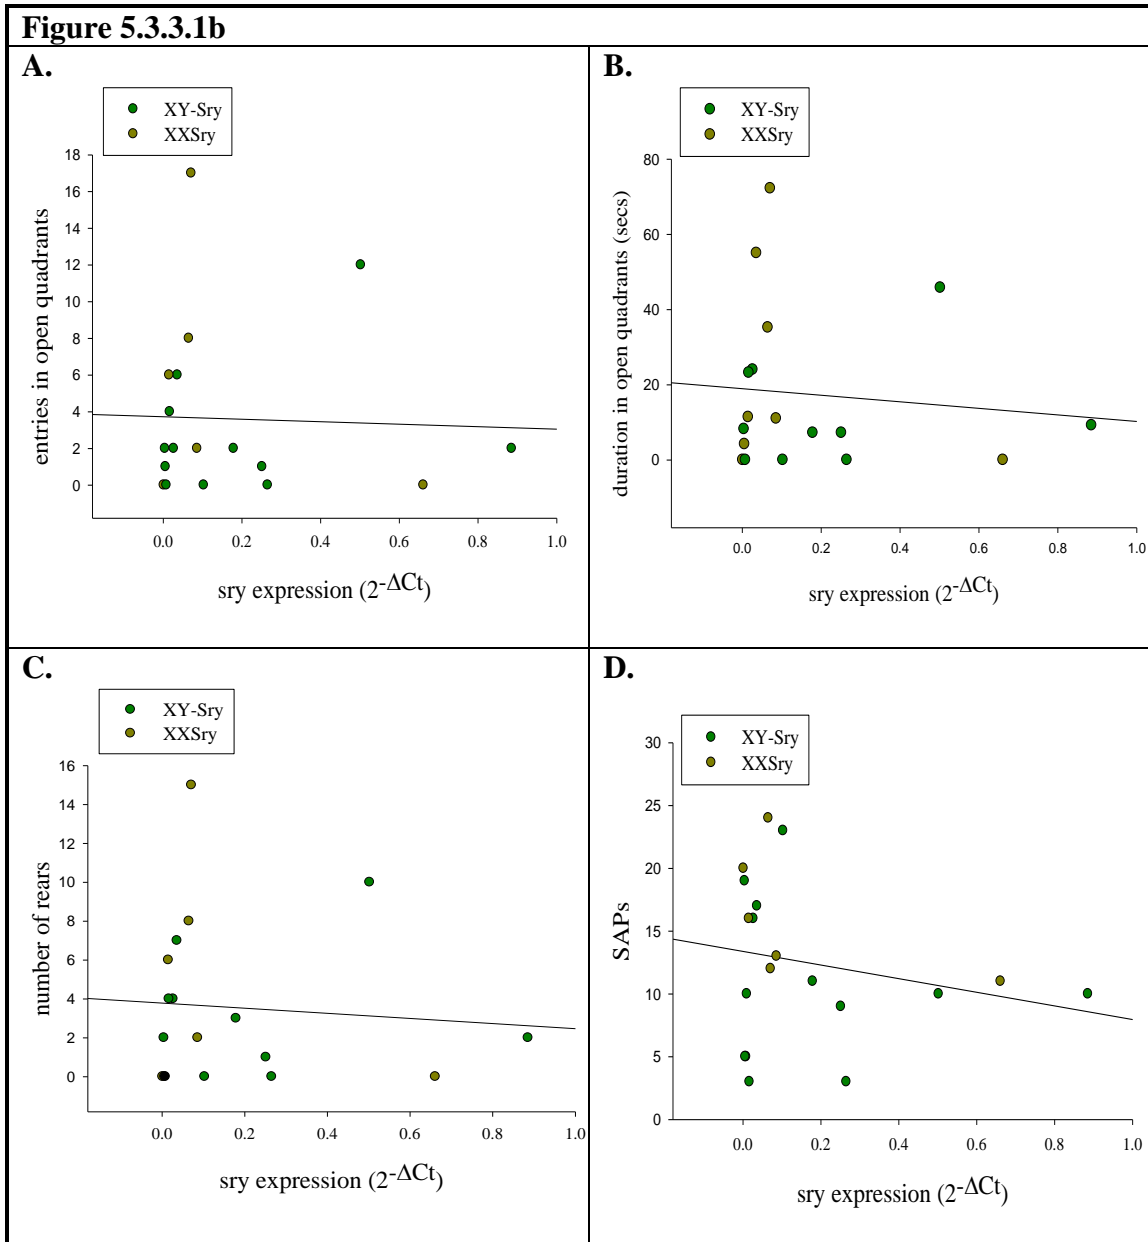 Figure 5.3.3.1b
A.
XY-Sry
XXSry
entries in open quadrants
18
16
14
12
10
8
6
4
2
0
0.0 0.2 0.4 0.6 0.8 1.0
sry expression (2-ΔCt)
B.
XY-Sry
XXSry
duration in open quadrants (secs)
80
60
40
20
0
0.0 0.2 0.4 0.6 0.8 1.0
sry expression (2-ΔCt)
C.
XY-Sry
XXSry
number of rears
16
14
12
10
8
6
4
2
0
0.0 0.2 0.4 0.6 0.8 1.0
sry expression (2-ΔCt)
D.
XY-Sry
XXSry
SAPs
30
25
20
15
10
5
0
0.0 0.2 0.4 0.6 0.8 1.0
sry expression (2-ΔCt)